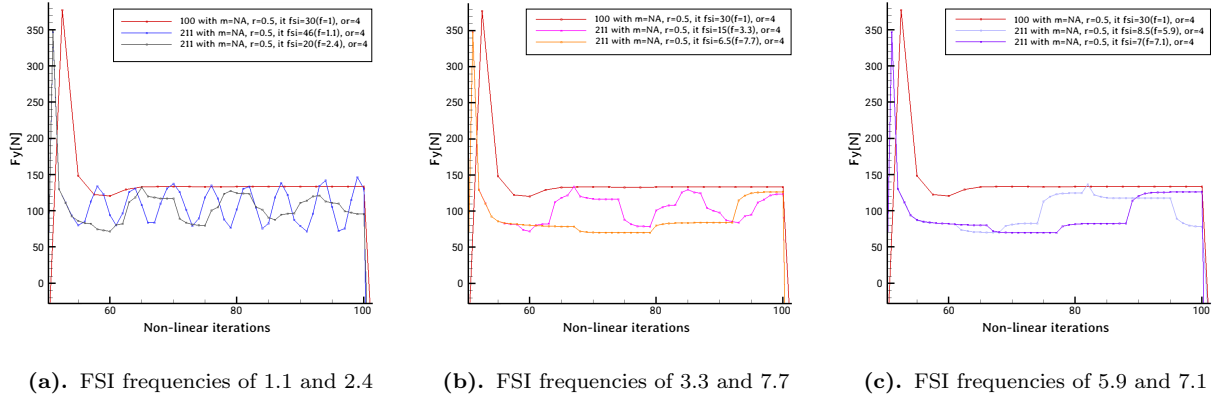 Fy[N]
350
300
250
200
150
100
50
0
60
80
100
Non-linear iterations
100 with m=NA, r=0.5, it fsi=30(f=1), or=4
211 with m=NA, r=0.5, it fsi=46(f=1.1), or=4
211 with m=NA, r=0.5, it fsi=20(f=2.4), or=4
(a). FSI frequencies of 1.1 and 2.4
Fy[N]
350
300
250
200
150
100
50
0
60
80
100
Non-linear iterations
100 with m=NA, r=0.5, it fsi=30(f=1), or=4
211 with m=NA, r=0.5, it fsi=15(f=3.3), or=4
211 with m=NA, r=0.5, it fsi=6.5(f=7.7), or=4
(b). FSI frequencies of 3.3 and 7.7
Fy[N]
350
300
250
200
150
100
50
0
60
80
100
Non-linear iterations
100 with m=NA, r=0.5, it fsi=30(f=1), or=4
211 with m=NA, r=0.5, it fsi=8.5(f=5.9), or=4
211 with m=NA, r=0.5, it fsi=7(f=7.1), or=4
(c). FSI frequencies of 5.9 and 7.1